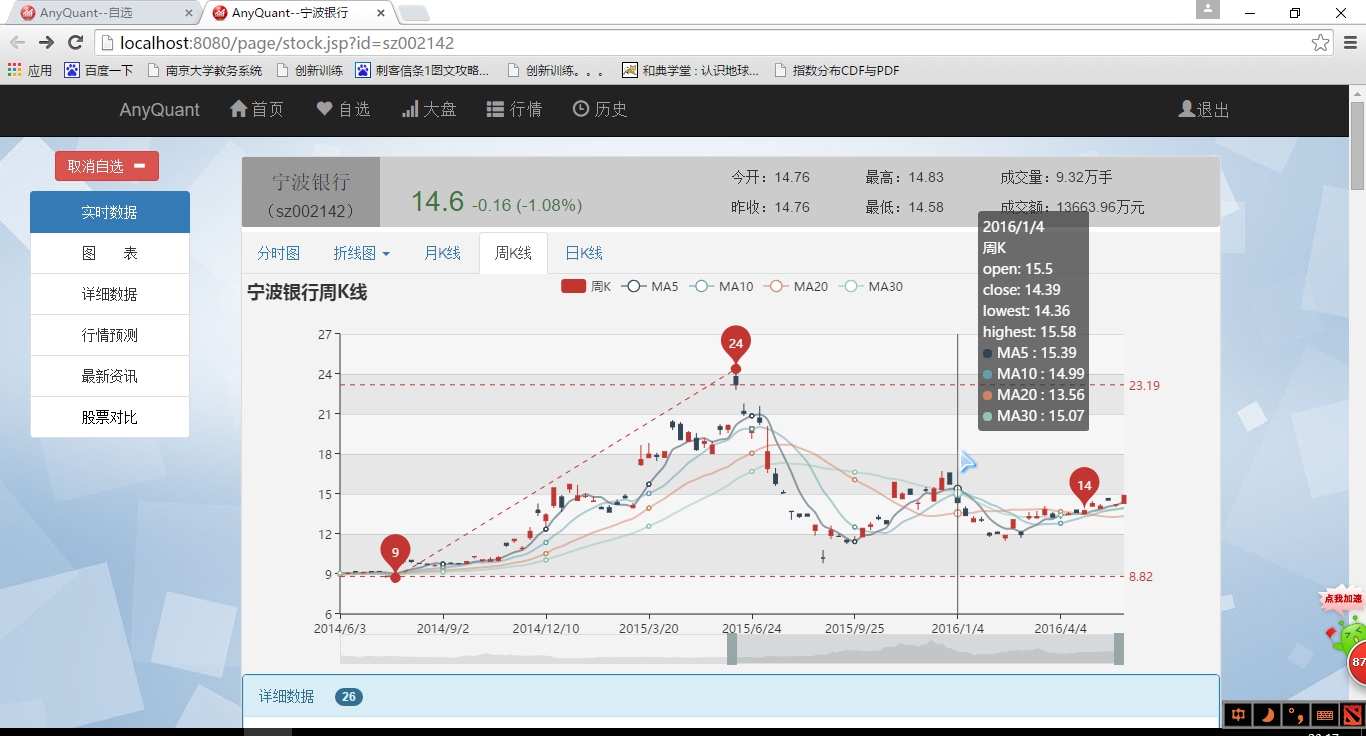 AnyQuant--自选
AnyQuant--宁波银行
localhost:8080/page/stock.jsp?id=sz002142
应用 百度一下 南京大学教务系统 创新训练 刺客信条1图文攻略... 创新训练。。。 和典学堂 : 认识地球... 指数分布CDF与PDF
AnyQuant 首页 自选 大盘 行情 历史 退出
取消自选
实时数据
图 表
详细数据
行情预测
最新资讯
股票对比
宁波银行
(sz002142)
14.6 -0.16 (-1.08%)
今开：14.76 最高：14.83 成交量：9.32万手
昨收：14.76 最低：14.58 成交额：13663.96万元
分时图 折线图 月K线 周K线 日K线
宁波银行周K线
周K MA5 MA10 MA20 MA30
2016/1/4
周K
open: 15.5
close: 14.39
lowest: 14.36
highest: 15.58
MA5 : 15.39
MA10 : 14.99
MA20 : 13.56
MA30 : 15.07
27
24
21
18
15
12
9
6
24
9
14
23.19
8.82
2014/6/3 2014/9/2 2014/12/10 2015/3/20 2015/6/24 2015/9/25 2016/1/4 2016/4/4
详细数据 26
点我加速
87
中